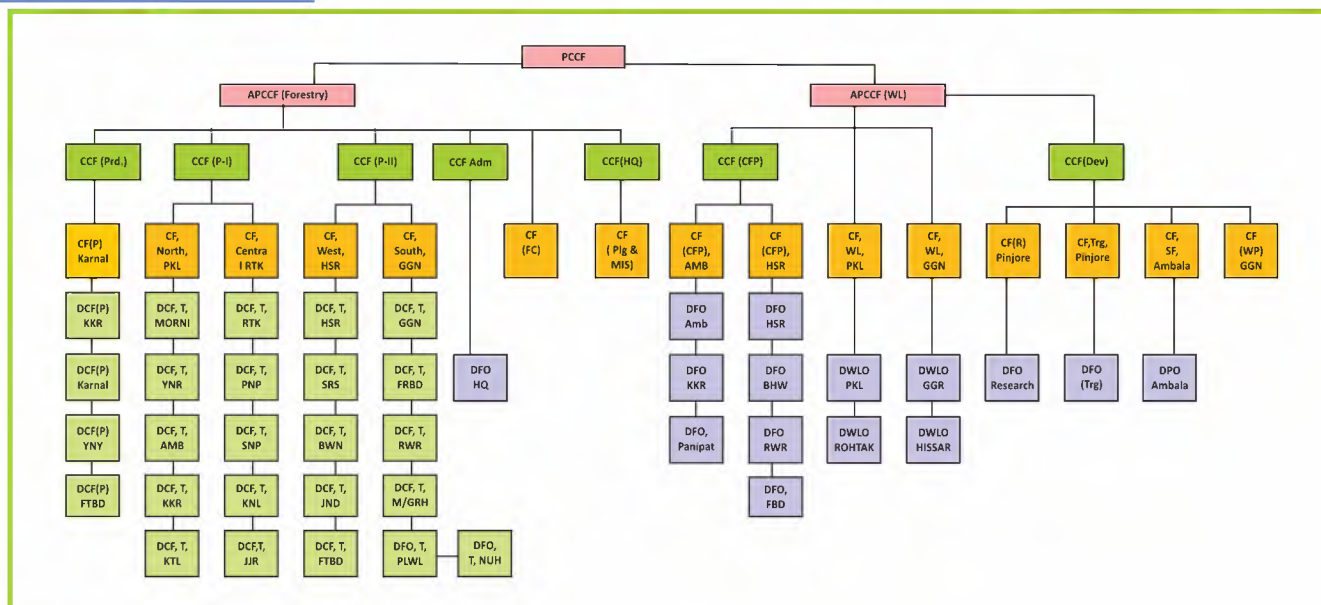 PCCF
APCCF (Forestry)
APCCF (WL)
CCF (Prd.)
CCF (P-I)
CCF (P-II)
CCF Adm
CCF(HQ)
CCF (CFP)
CCF(Dev)
CF(P)
Karnal
CF,
North,
PKL
CF,
Centra
l RTK
CF,
West,
HSR
CF,
South,
GGN
CF
(FC)
CF
( Plg &
MIS)
CF
(CFP),
AMB
CF
(CFP),
HSR
CF,
WL,
PKL
CF,
WL,
GGN
CF(R)
Pinjore
CF,Trg,
Pinjore
CF,
SF,
Ambala
CF
(WP)
GGN
DCF(P)
KKR
DCF, T,
MORNI
DCF, T,
RTK
DCF, T,
HSR
DCF, T,
GGN
DFO
Amb
DFO
HSR
DCF(P)
Karnal
DCF, T,
YNR
DCF, T,
PNP
DCF, T,
SRS
DCF, T,
FRBD
DFO
HQ
DFO
KKR
DFO
BHW
DWLO
PKL
DWLO
GGR
DFO
Research
DFO
(Trg)
DPO
Ambala
DCF(P)
YNY
DCF, T,
AMB
DCF, T,
SNP
DCF, T,
BWN
DCF, T,
RWR
DFO,
Panipat
DFO
RWR
DWLO
ROHTAK
DWLO
HISSAR
DCF(P)
FTBD
DCF, T,
KKR
DCF, T,
KNL
DCF, T,
JND
DCF, T,
M/GRH
DFO,
FBD
DCF, T,
KTL
DCF,T,
JJR
DCF, T,
FTBD
DFO, T,
PLWL
DFO,
T, NUH